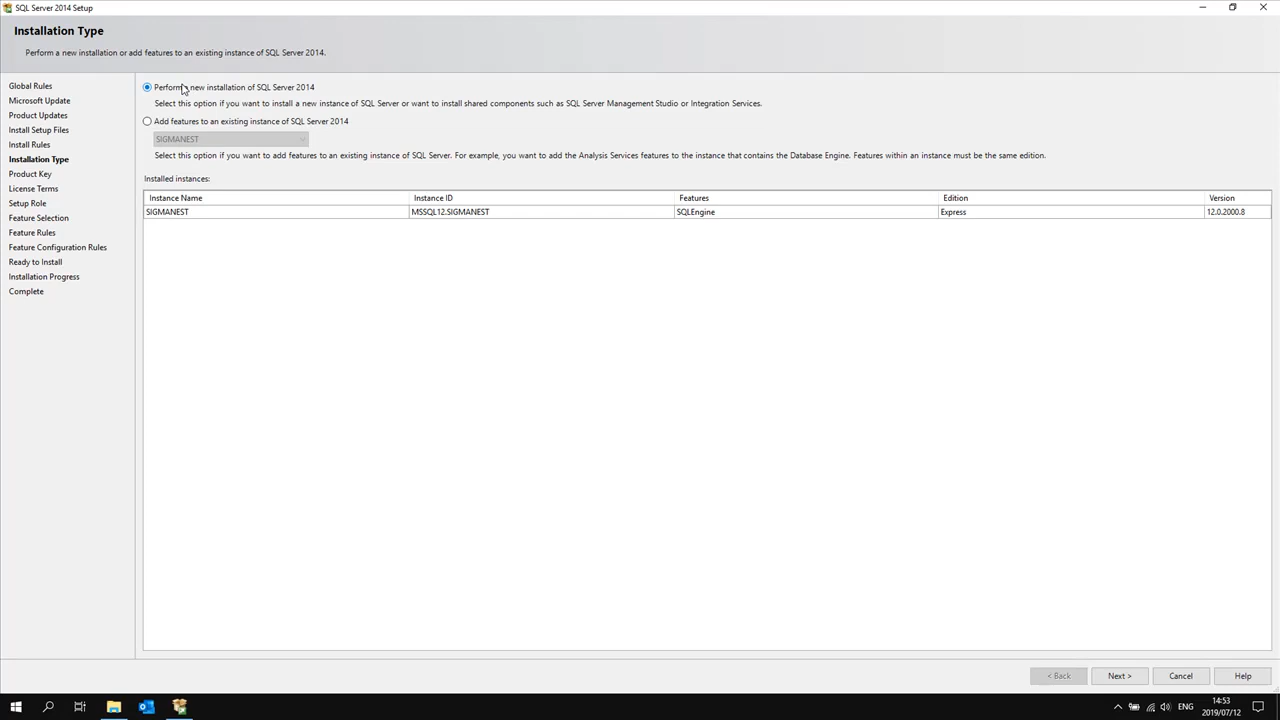 SQL Server 2014 Setup
Installation Type
Perform a new installation or add features to an existing instance of SQL Server 2014.
Global Rules
Microsoft Update
Product Updates
Install Setup Files
Install Rules
Installation Type
Product Key
License Terms
Setup Role
Feature Selection
Feature Rules
Feature Configuration Rules
Ready to Install
Installation Progress
Complete
Perform a new installation of SQL Server 2014
Select this option if you want to install a new instance of SQL Server or want to install shared components such as SQL Server Management Studio or Integration Services.
Add features to an existing instance of SQL Server 2014
SIGMANEST
Select this option if you want to add features to an existing instance of SQL Server. For example, you want to add the Analysis Services features to the instance that contains the Database Engine. Features within an instance must be the same edition.
Installed instances:
Instance Name Instance ID Features Edition Version
SIGMANEST MSSQL12.SIGMANEST SQLEngine Express 12.0.2000.8
< Back Next > Cancel Help
ENG
14:53
2019/07/12